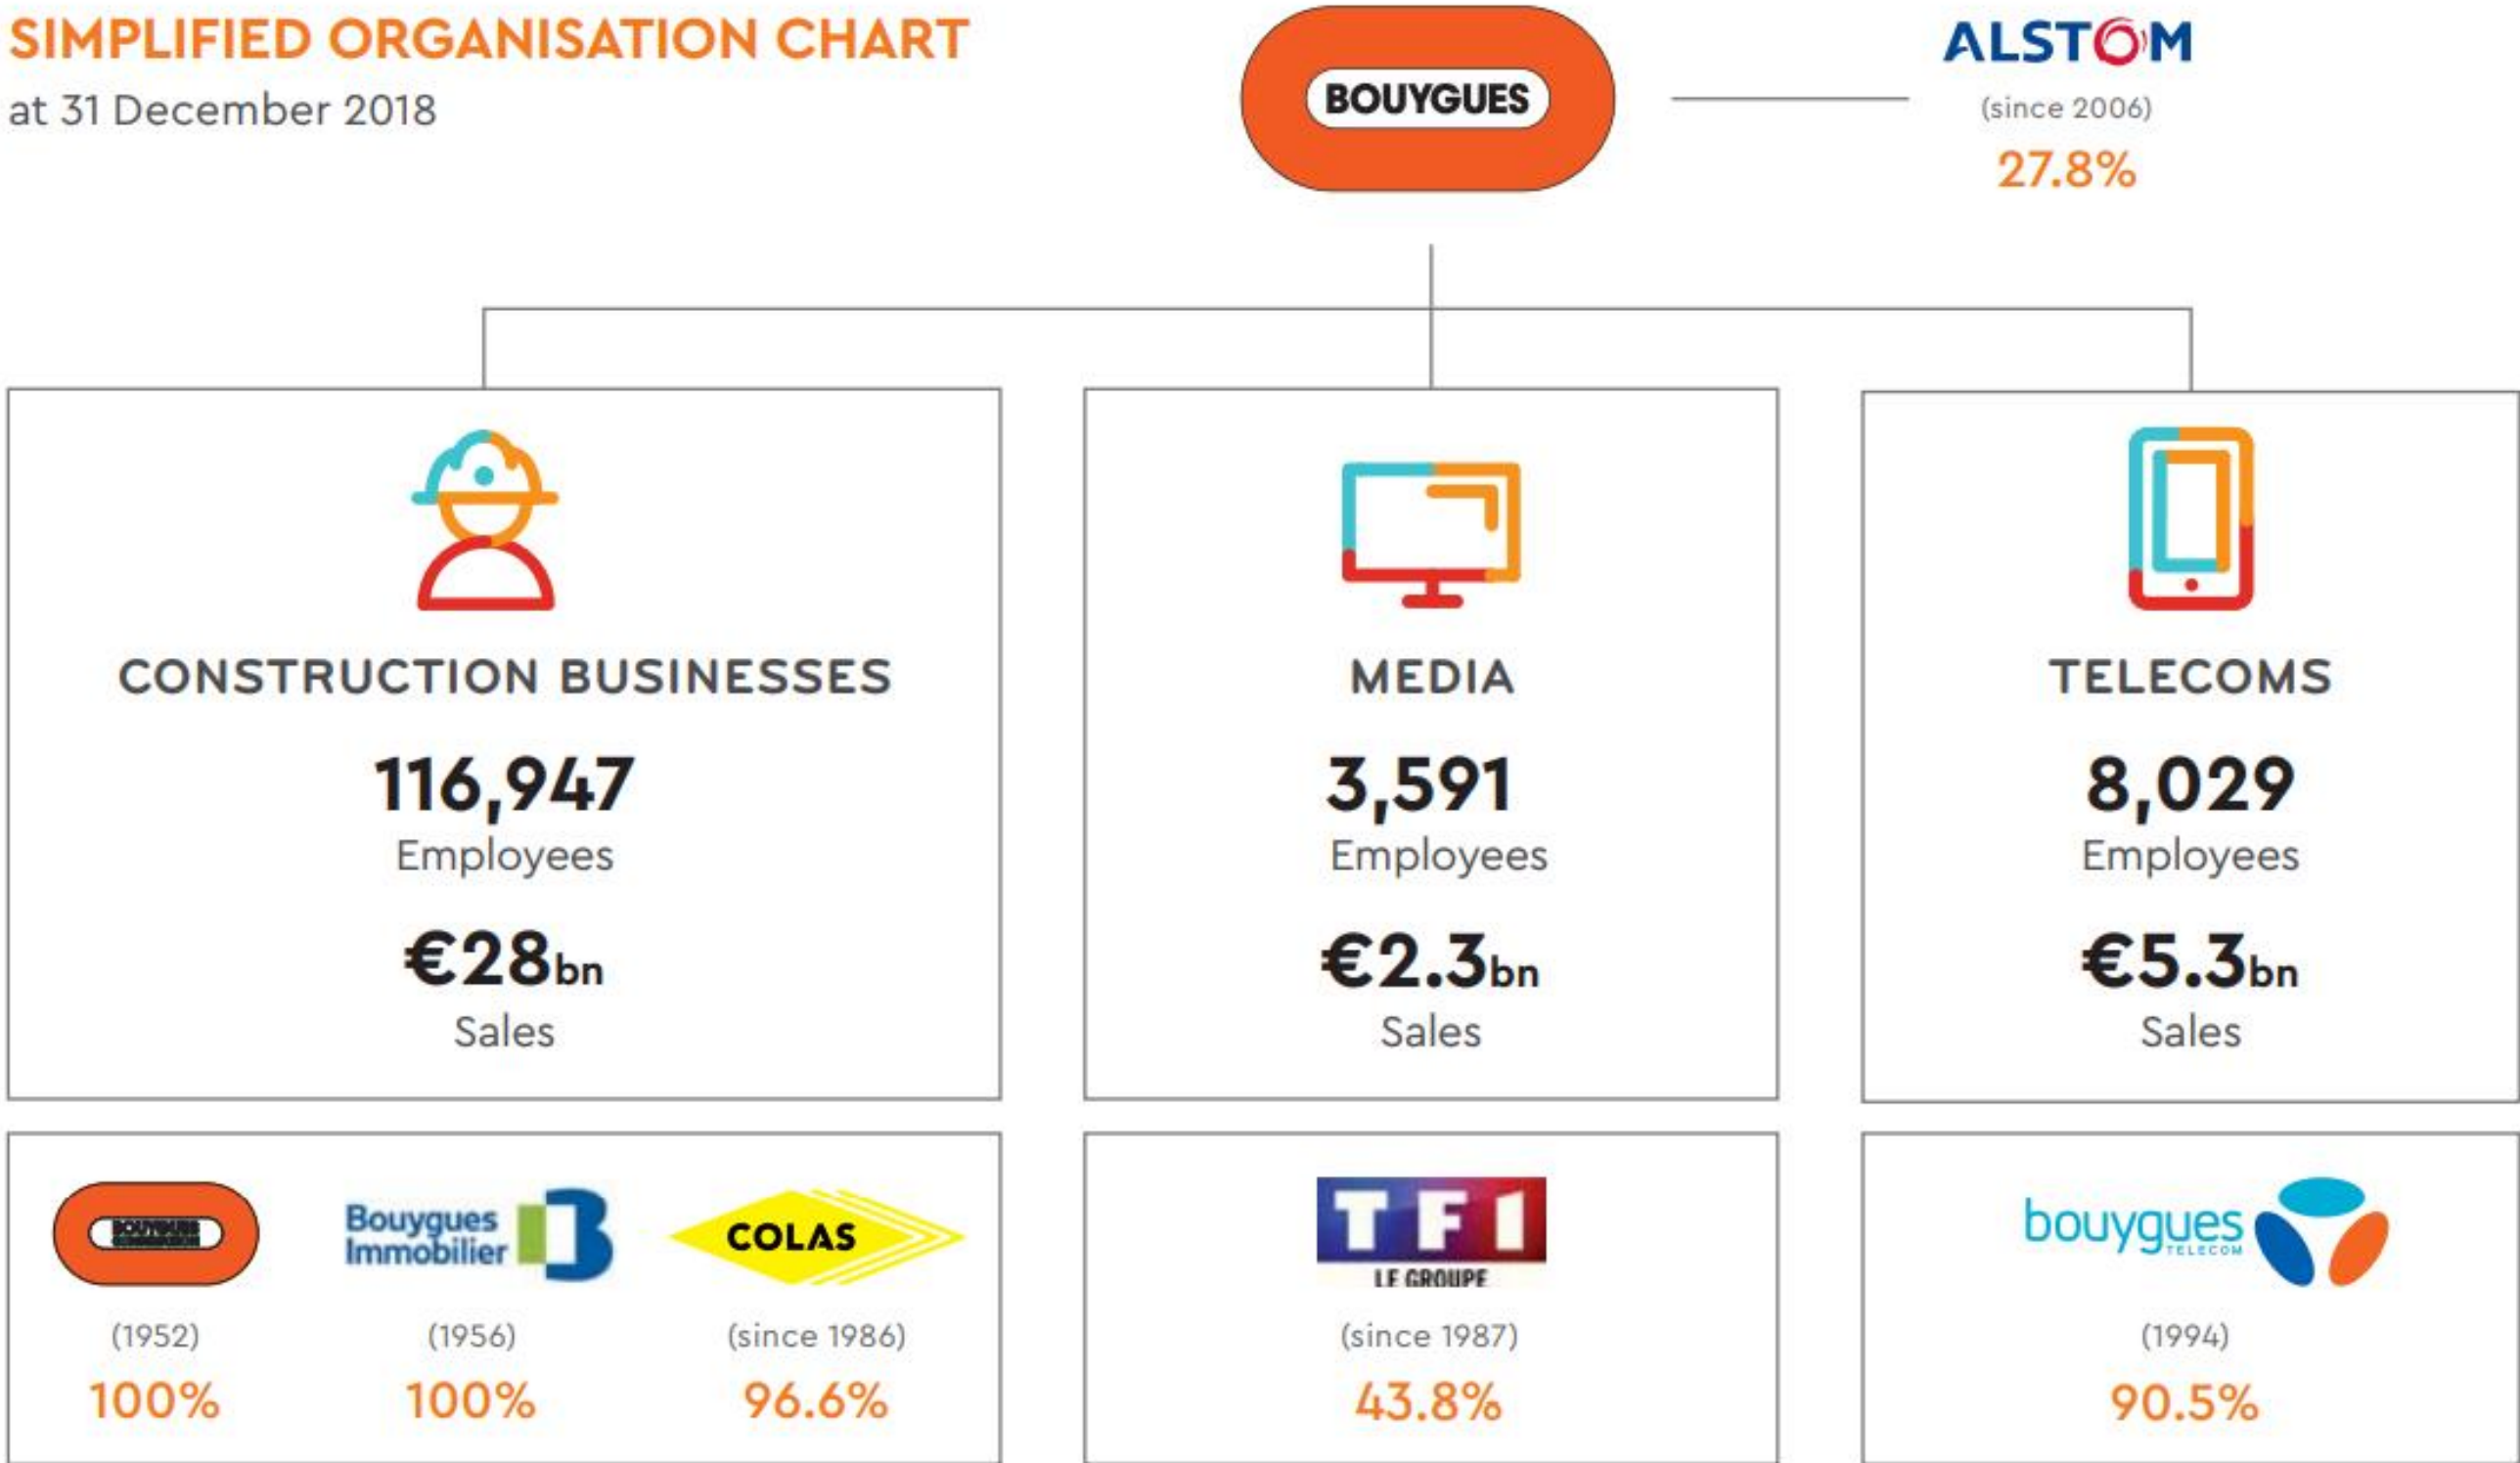 SIMPLIFIED ORGANISATION CHART
at 31 December 2018
BOUYGUES
ALSTOM
(since 2006)
27.8%
CONSTRUCTION BUSINESSES
116,947
Employees
€28bn
Sales
MEDIA
3,591
Employees
€2.3bn
Sales
TELECOMS
8,029
Employees
€5.3bn
Sales
(1952)
100%
Bouygues
Immobilier
(1956)
100%
COLAS
(since 1986)
96.6%
TF1
LE GROUPE
(since 1987)
43.8%
bouygues
TELECOM
(1994)
90.5%